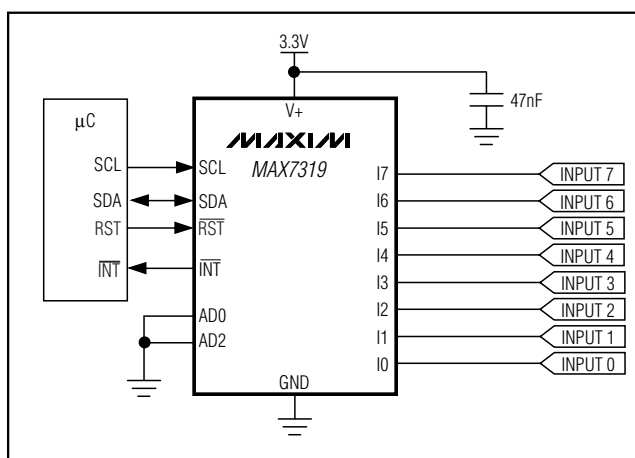 3.3V
47nF
µC
SCL
SDA
RST
INT
V+
MAXIM
MAX7319
SCL
SDA
RST
INT
AD0
AD2
GND
I7
I6
I5
I4
I3
I2
I1
I0
INPUT 7
INPUT 6
INPUT 5
INPUT 4
INPUT 3
INPUT 2
INPUT 1
INPUT 0